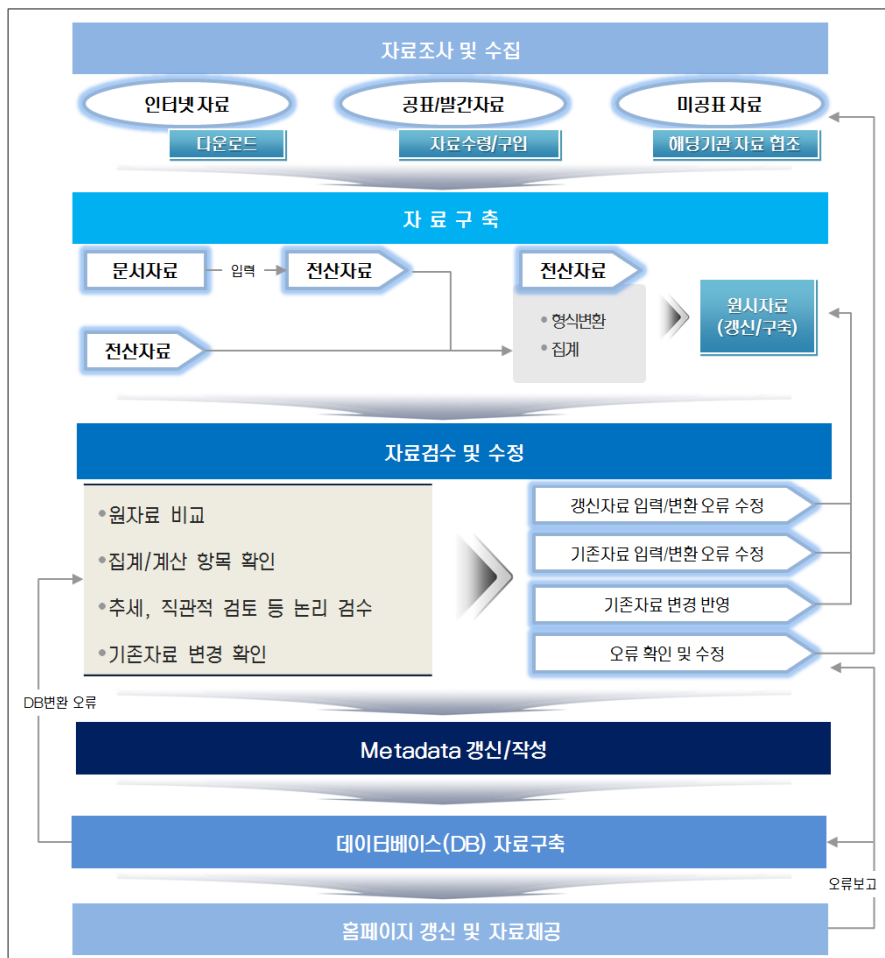 자료조사 및 수집
인터넷 자료
공표/발간자료
미공표 자료
다운로드
자료수령/구입
해당기관 자료 협조
자 료 구 축
문서자료
입력
전산자료
전산자료
원시자료
(갱신/구축)
• 형식변환
• 집계
전산자료
자료검수 및 수정
• 원자료 비교
• 집계/계산 항목 확인
• 추세, 직관적 검토 등 논리 검수
• 기존자료 변경 확인
갱신자료 입력/변환 오류 수정
기존자료 입력/변환 오류 수정
기존자료 변경 반영
오류 확인 및 수정
DB변환 오류
Metadata 갱신/작성
데이터베이스(DB) 자료구축
오류보고
홈페이지 갱신 및 자료제공